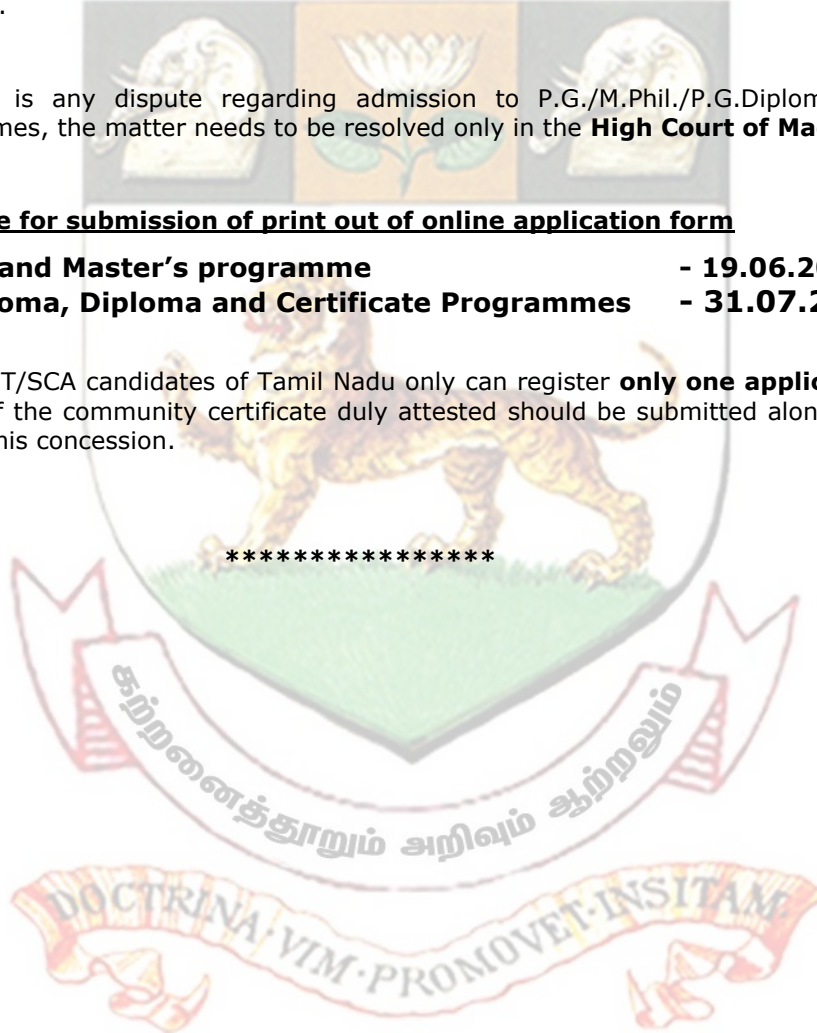 .
is any dispute regarding admission to P.G./M.Phil./P.G.Diplom
mes, the matter needs to be resolved only in the High Court of Ma
e for submission of print out of online application form
and Master’s programme - 19.06.20
oma, Diploma and Certificate Programmes - 31.07.2
T/SCA candidates of Tamil Nadu only can register only one applic
f the community certificate duly attested should be submitted alon
his concession.
****************
கற்றனைத்தூறும் அறிவும் ஆற்றலும்
DOCTRINA·VIM·PROMOVET·INSITAM.